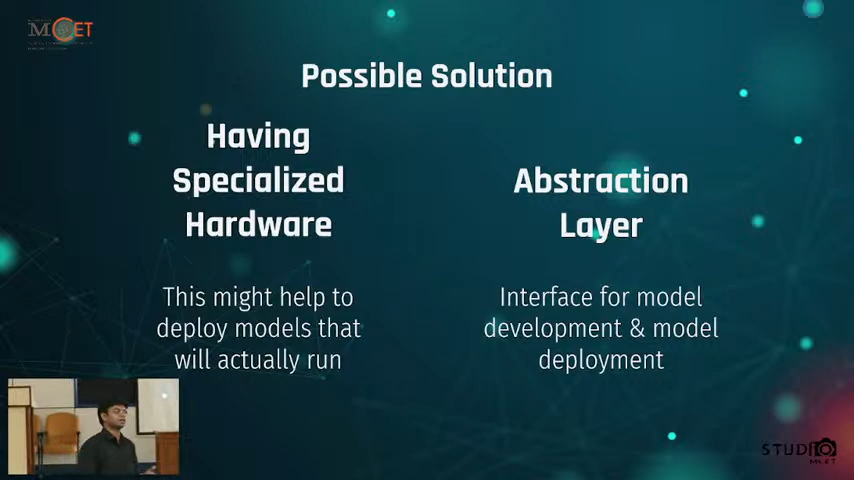 MCET
Possible Solution
Having
Specialized
Hardware
This might help to
deploy models that
will actually run
Abstraction
Layer
Interface for model
development & model
deployment
STUDIO